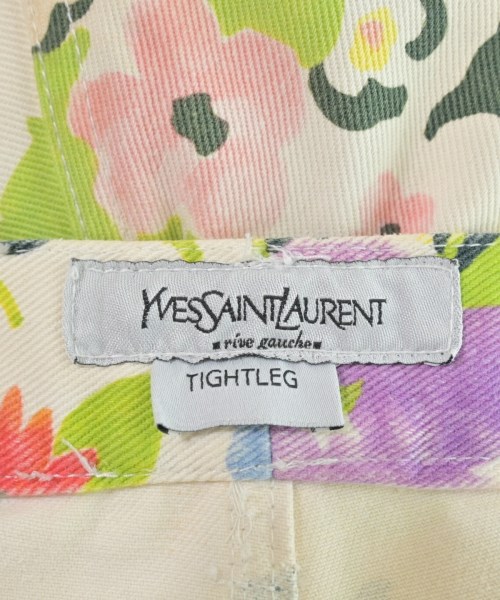 YVESSAINTLAURENT
rive gauche
TIGHTLEG